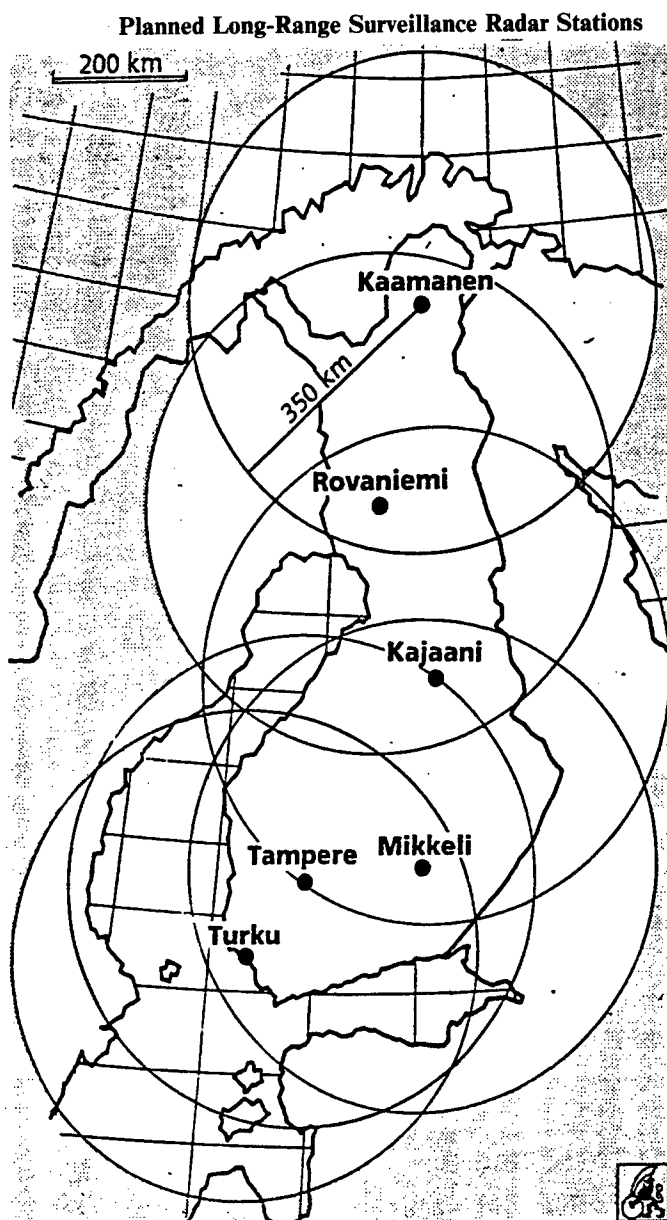 Planned Long-Range Surveillance Radar Stations
200 km
Kaamanen
350 km
Rovaniemi
Kajaani
Tampere
Mikkeli
Turku